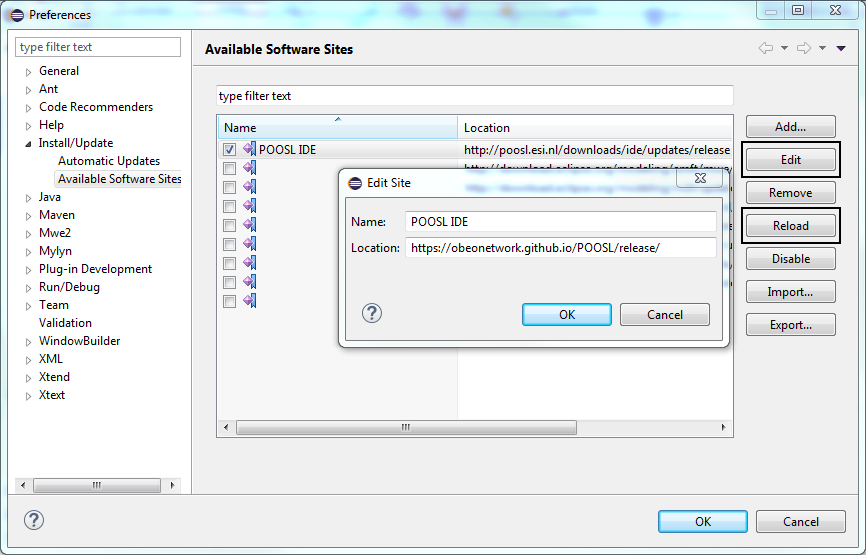 Preferences
type filter text
General
Ant
Code Recommenders
Help
Install/Update
Automatic Updates
Available Software Sites
Java
Maven
Mwe2
Mylyn
Plug-in Development
Run/Debug
Team
Validation
WindowBuilder
XML
Xtend
Xtext
Available Software Sites
type filter text
Name Location
POOSL IDE http://poosl.esi.nl/downloads/ide/updates/release
Add...
Edit
Remove
Reload
Disable
Import...
Export...
Edit Site
Name: POOSL IDE
Location: https://obeonetwork.github.io/POOSL/release/
OK Cancel
OK Cancel